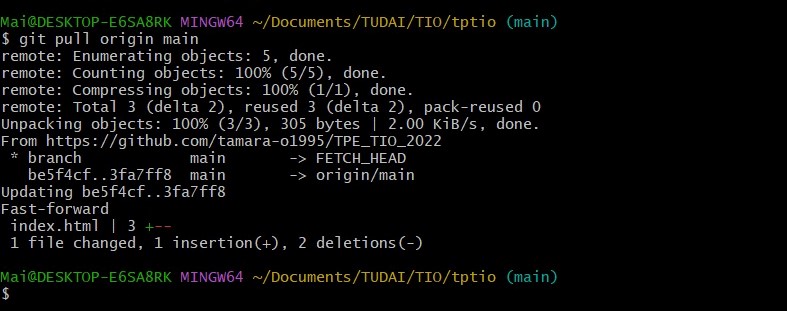 Mai@DESKTOP-E6SA8RK MINGW64 ~/Documents/TUDAI/TIO/tptio (main)
$ git pull origin main
remote: Enumerating objects: 5, done.
remote: Counting objects: 100% (5/5), done.
remote: Compressing objects: 100% (1/1), done.
remote: Total 3 (delta 2), reused 3 (delta 2), pack-reused 0
Unpacking objects: 100% (3/3), 305 bytes | 2.00 KiB/s, done.
From https://github.com/tamara-o1995/TPE_TIO_2022
 * branch            main       -> FETCH_HEAD
   be5f4cf..3fa7ff8  main       -> origin/main
Updating be5f4cf..3fa7ff8
Fast-forward
 index.html | 3 +--
 1 file changed, 1 insertion(+), 2 deletions(-)
Mai@DESKTOP-E6SA8RK MINGW64 ~/Documents/TUDAI/TIO/tptio (main)
$